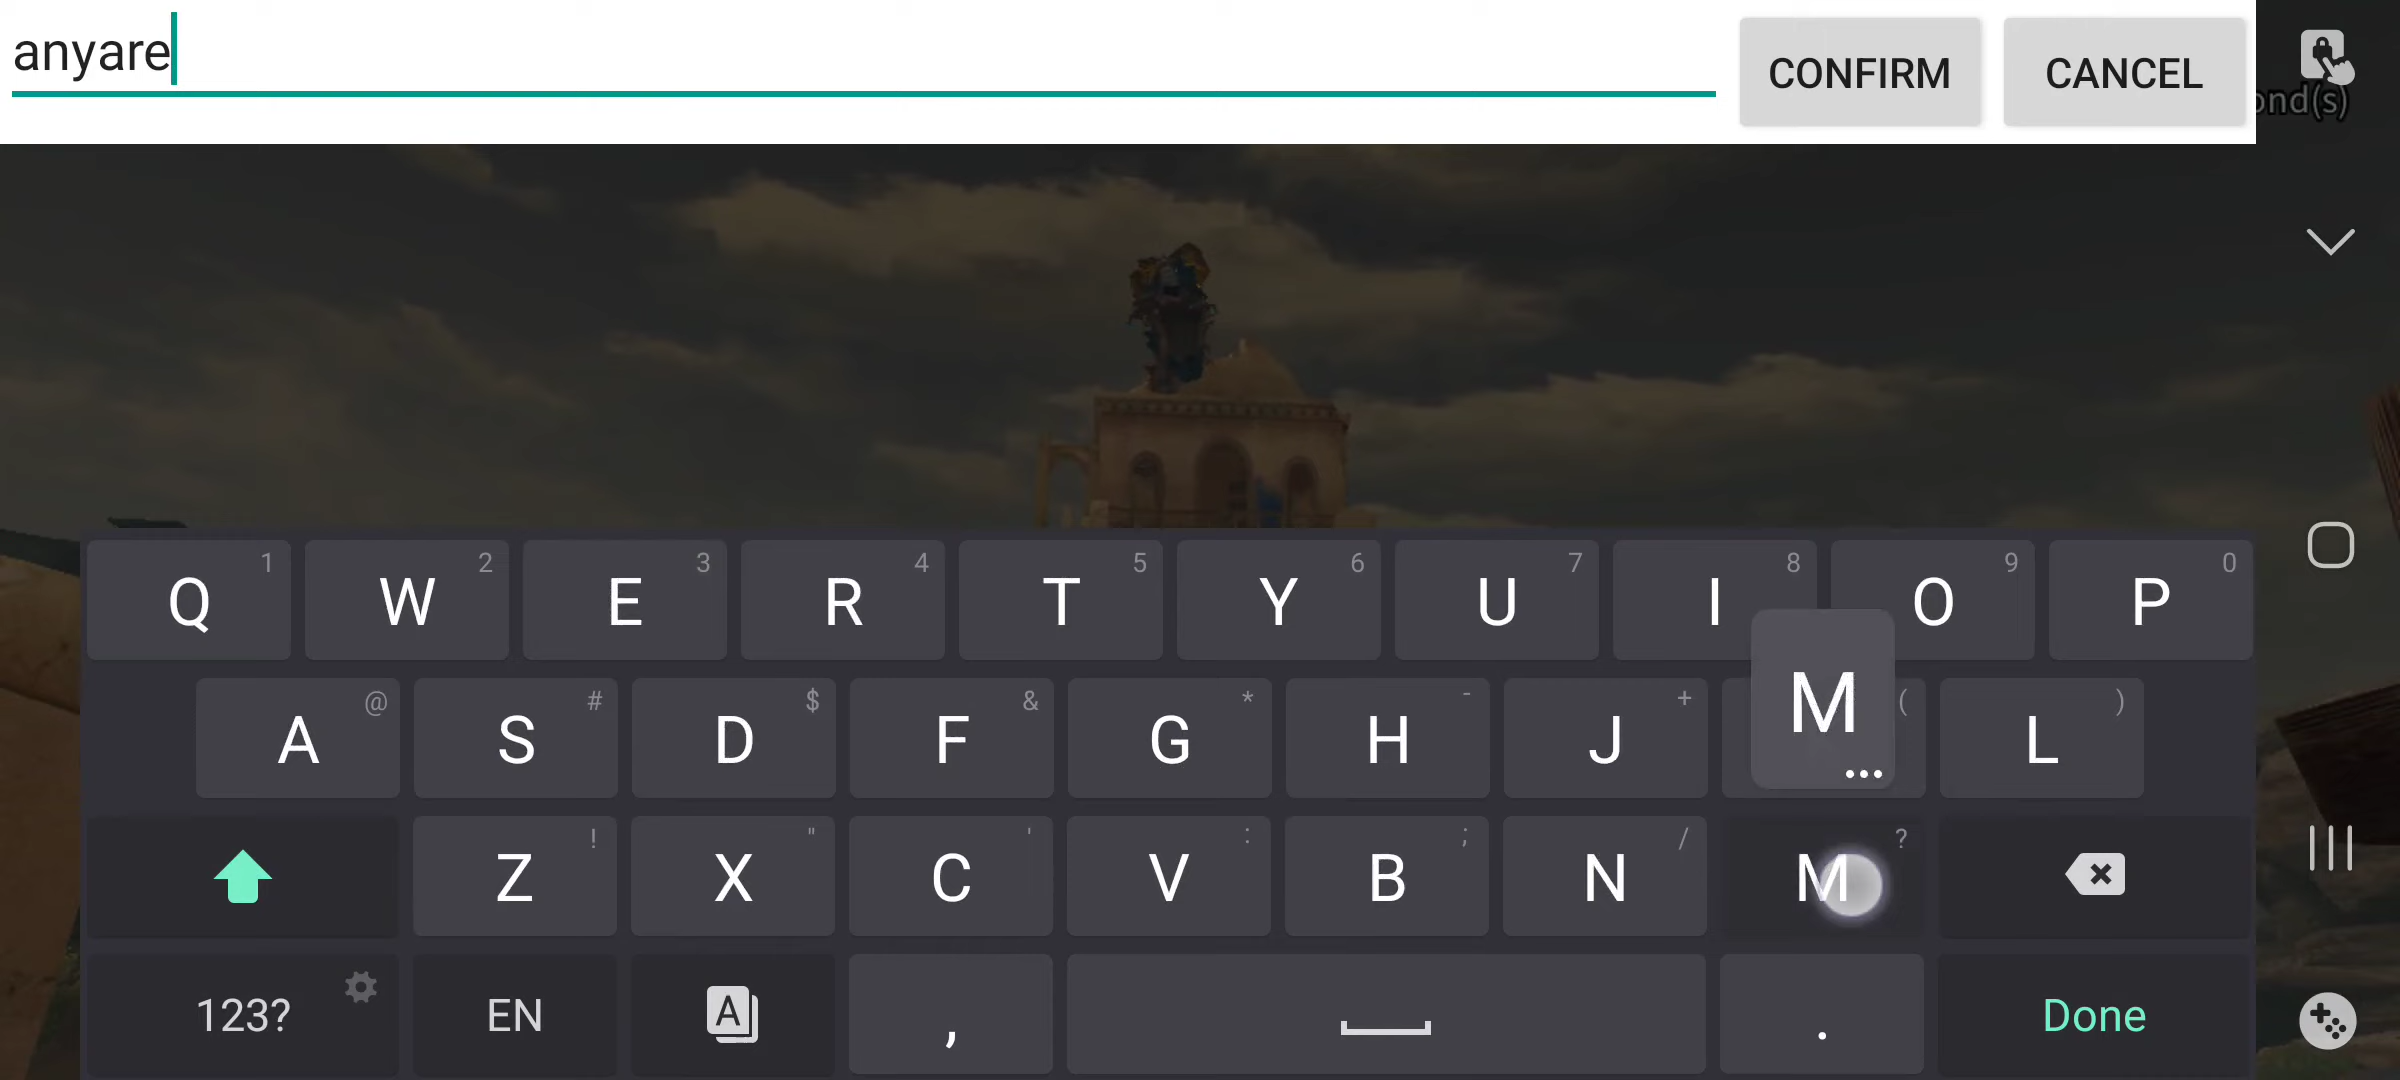 anyare
CONFIRM
CANCEL
ond(s)
Q 1 W 2 E 3 R 4 T 5 Y 6 U 7 I 8 O 9 P 0
A @ S # D $ F & G * H - J + M ... ( L )
Z ! X " C ' V : B ; N / M ?
123? EN A , . Done